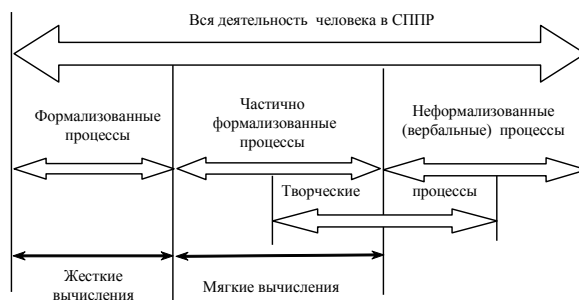 Вся деятельность человека в СППР
Формализованные
процессы
Частично
формализованные
процессы
Неформализованные
(вербальные) процессы
Творческие процессы
Жесткие
вычисления
Мягкие вычисления